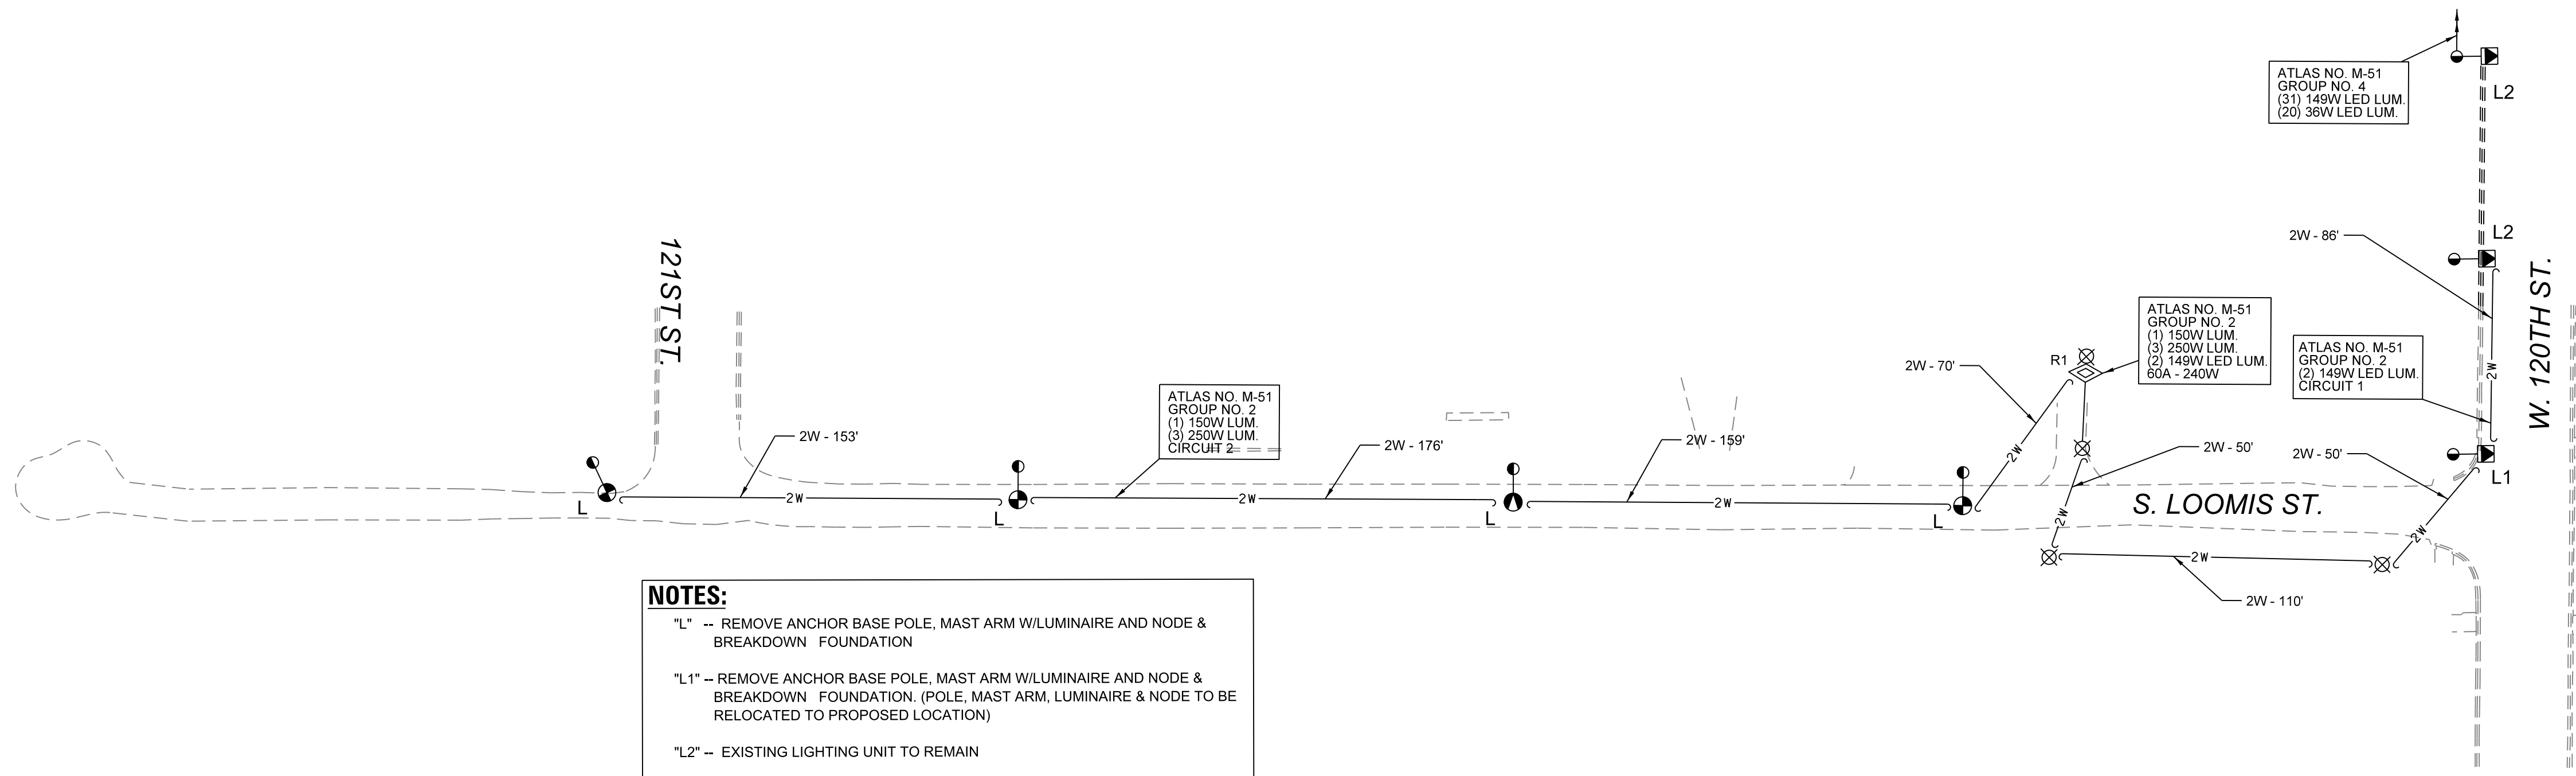 ATLAS NO. M-51
GROUP NO. 4
(31) 149W LED LUM.
(20) 36W LED LUM.
L2
L2
2W - 86'
121ST ST.
W. 120TH ST.
ATLAS NO. M-51
GROUP NO. 2
(1) 150W LUM.
(3) 250W LUM.
(2) 149W LED LUM.
60A - 240W
ATLAS NO. M-51
GROUP NO. 2
(2) 149W LED LUM.
CIRCUIT 1
R1
2W - 70'
2W
ATLAS NO. M-51
GROUP NO. 2
(1) 150W LUM.
(3) 250W LUM.
CIRCUIT 2
2W - 153'
2W - 176'
2W - 159'
2W - 50'
2W - 50'
2W
L1
L
2W
L
2W
L
2W
L
2W
S. LOOMIS ST.
2W
2W
2W - 110'
NOTES:
"L" -- REMOVE ANCHOR BASE POLE, MAST ARM W/LUMINAIRE AND NODE &
BREAKDOWN FOUNDATION
"L1" -- REMOVE ANCHOR BASE POLE, MAST ARM W/LUMINAIRE AND NODE &
BREAKDOWN FOUNDATION. (POLE, MAST ARM, LUMINAIRE & NODE TO BE
RELOCATED TO PROPOSED LOCATION)
"L2" -- EXISTING LIGHTING UNIT TO REMAIN